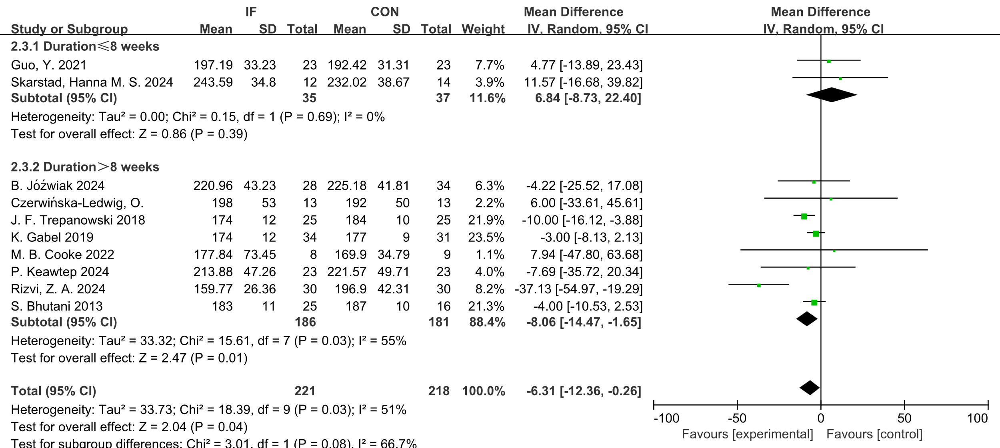 IF CON Mean Difference Mean Difference
Study or Subgroup Mean SD Total Mean SD Total Weight IV, Random, 95% CI IV, Random, 95% CI
2.3.1 Duration≤8 weeks
Guo, Y. 2021 197.19 33.23 23 192.42 31.31 23 7.7% 4.77 [-13.89, 23.43]
Skarstad, Hanna M. S. 2024 243.59 34.8 12 232.02 38.67 14 3.9% 11.57 [-16.68, 39.82]
Subtotal (95% CI) 35 37 11.6% 6.84 [-8.73, 22.40]
Heterogeneity: Tau² = 0.00; Chi² = 0.15, df = 1 (P = 0.69); I² = 0%
Test for overall effect: Z = 0.86 (P = 0.39)
2.3.2 Duration＞8 weeks
B. Jóźwiak 2024 220.96 43.23 28 225.18 41.81 34 6.3% -4.22 [-25.52, 17.08]
Czerwińska-Ledwig, O. 198 53 13 192 50 13 2.2% 6.00 [-33.61, 45.61]
J. F. Trepanowski 2018 174 12 25 184 10 25 21.9% -10.00 [-16.12, -3.88]
K. Gabel 2019 174 12 34 177 9 31 23.5% -3.00 [-8.13, 2.13]
M. B. Cooke 2022 177.84 73.45 8 169.9 34.79 9 1.1% 7.94 [-47.80, 63.68]
P. Keawtep 2024 213.88 47.26 23 221.57 49.71 23 4.0% -7.69 [-35.72, 20.34]
Rizvi, Z. A. 2024 159.77 26.36 30 196.9 42.31 30 8.2% -37.13 [-54.97, -19.29]
S. Bhutani 2013 183 11 25 187 10 16 21.3% -4.00 [-10.53, 2.53]
Subtotal (95% CI) 186 181 88.4% -8.06 [-14.47, -1.65]
Heterogeneity: Tau² = 33.32; Chi² = 15.61, df = 7 (P = 0.03); I² = 55%
Test for overall effect: Z = 2.47 (P = 0.01)
Total (95% CI) 221 218 100.0% -6.31 [-12.36, -0.26]
Heterogeneity: Tau² = 33.73; Chi² = 18.39, df = 9 (P = 0.03); I² = 51%
Test for overall effect: Z = 2.04 (P = 0.04)
Test for subgroup differences: Chi² = 3.01, df = 1 (P = 0.08), I² = 66.7%
-100 -50 0 50 100
Favours [experimental] Favours [control]